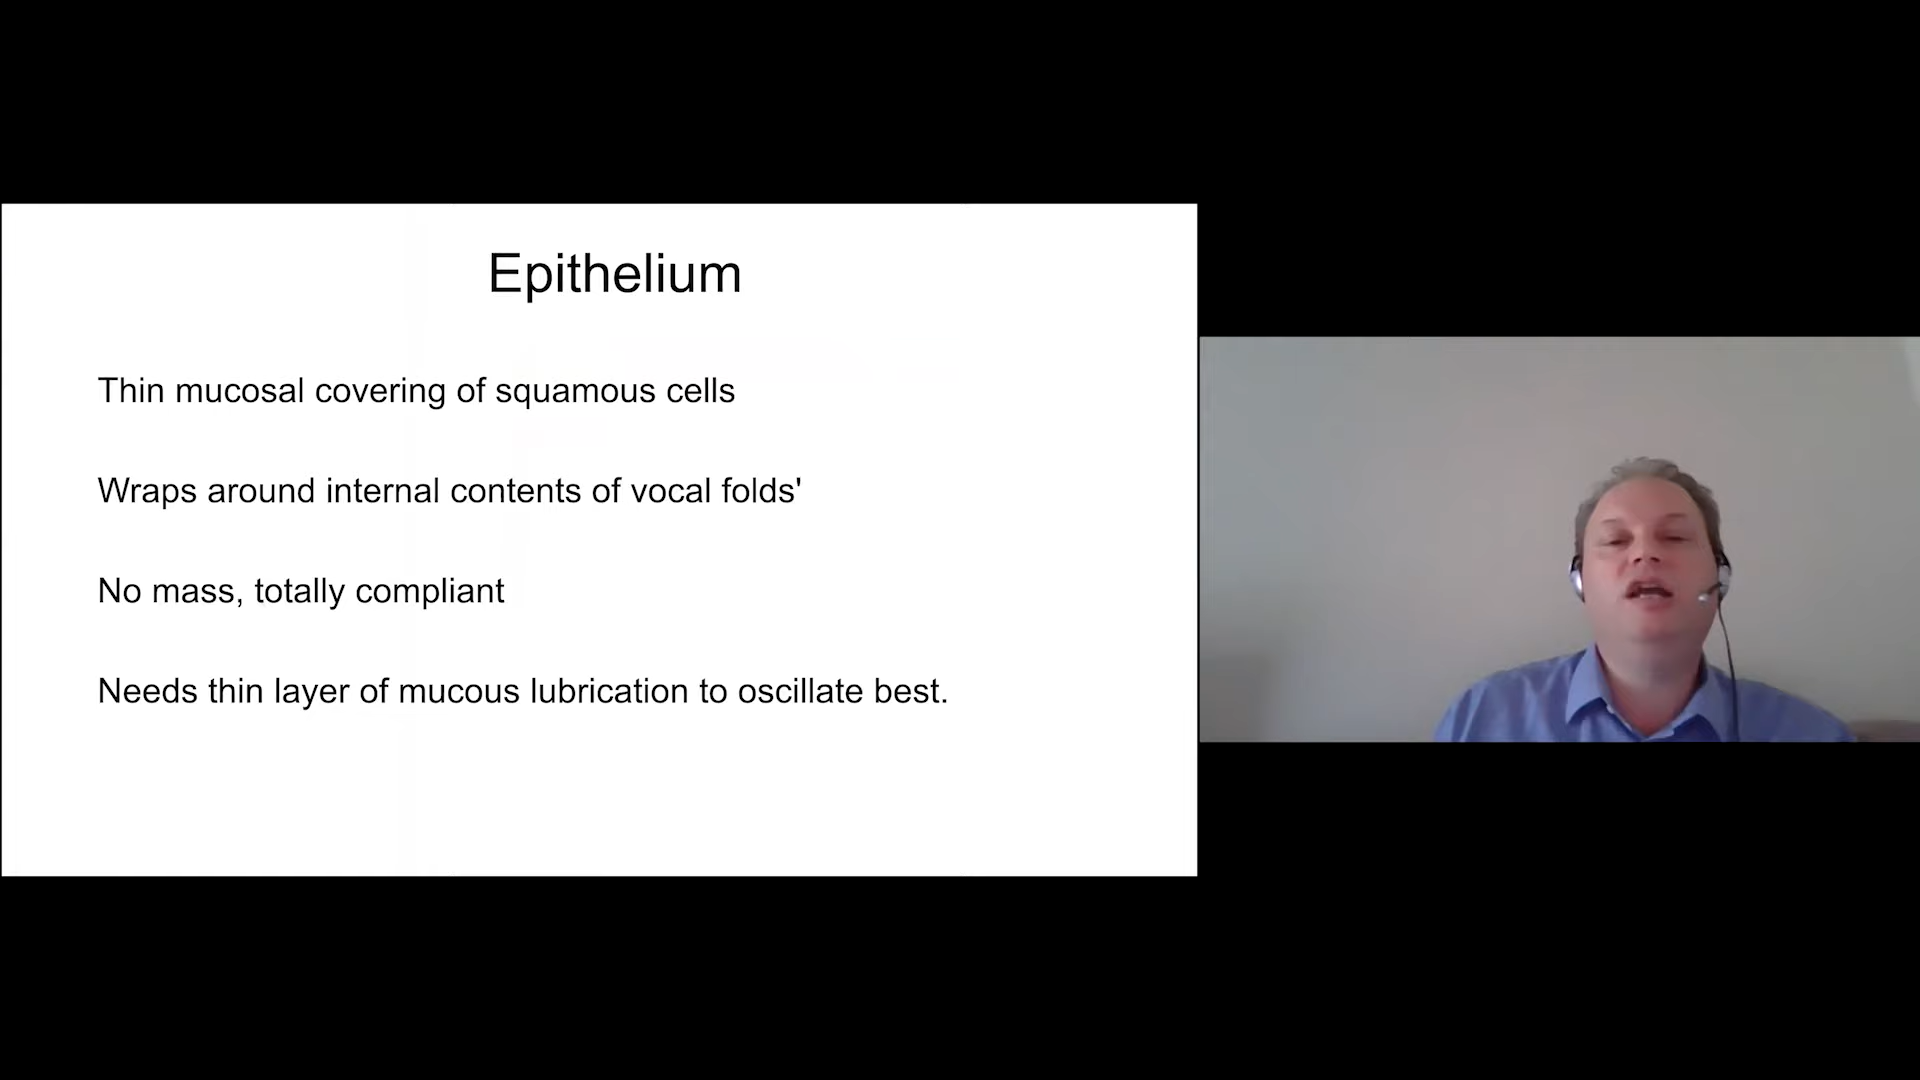 Epithelium
Thin mucosal covering of squamous cells
Wraps around internal contents of vocal folds'
No mass, totally compliant
Needs thin layer of mucous lubrication to oscillate best.